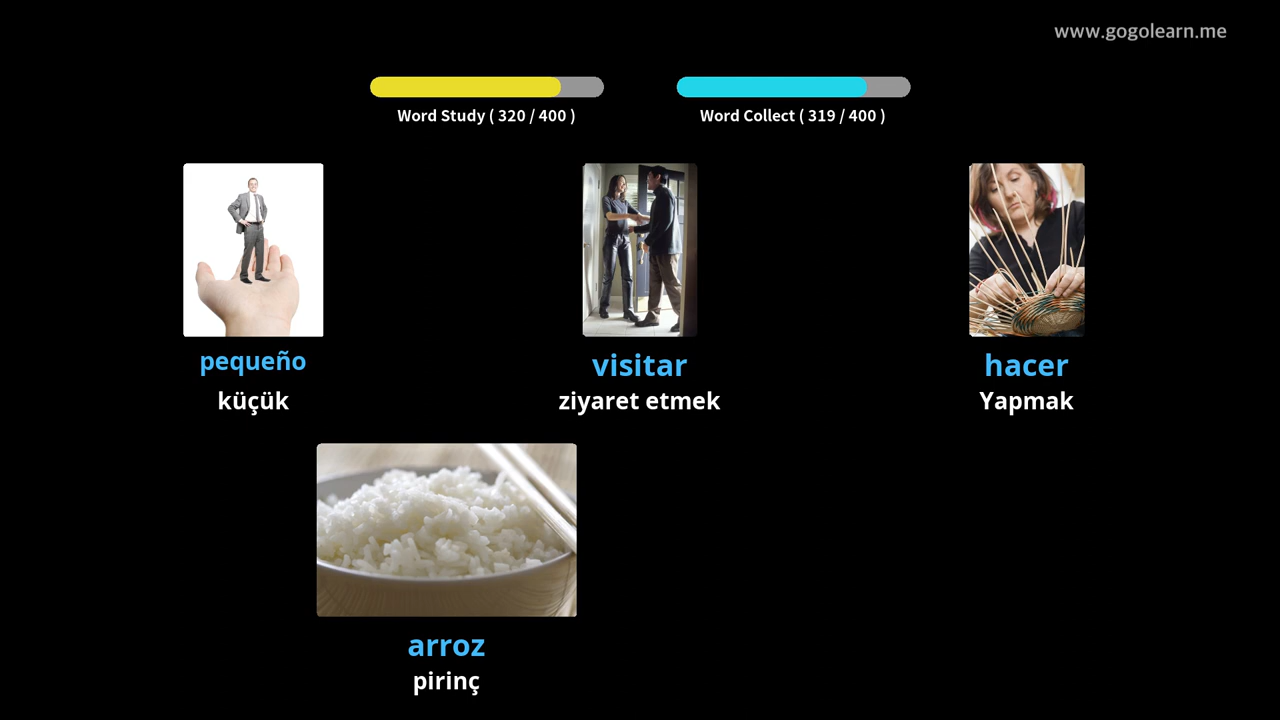 www.gogolearn.me
Word Study ( 320 / 400 )
Word Collect ( 319 / 400 )
pequeño
küçük
visitar
ziyaret etmek
hacer
Yapmak
arroz
pirinç